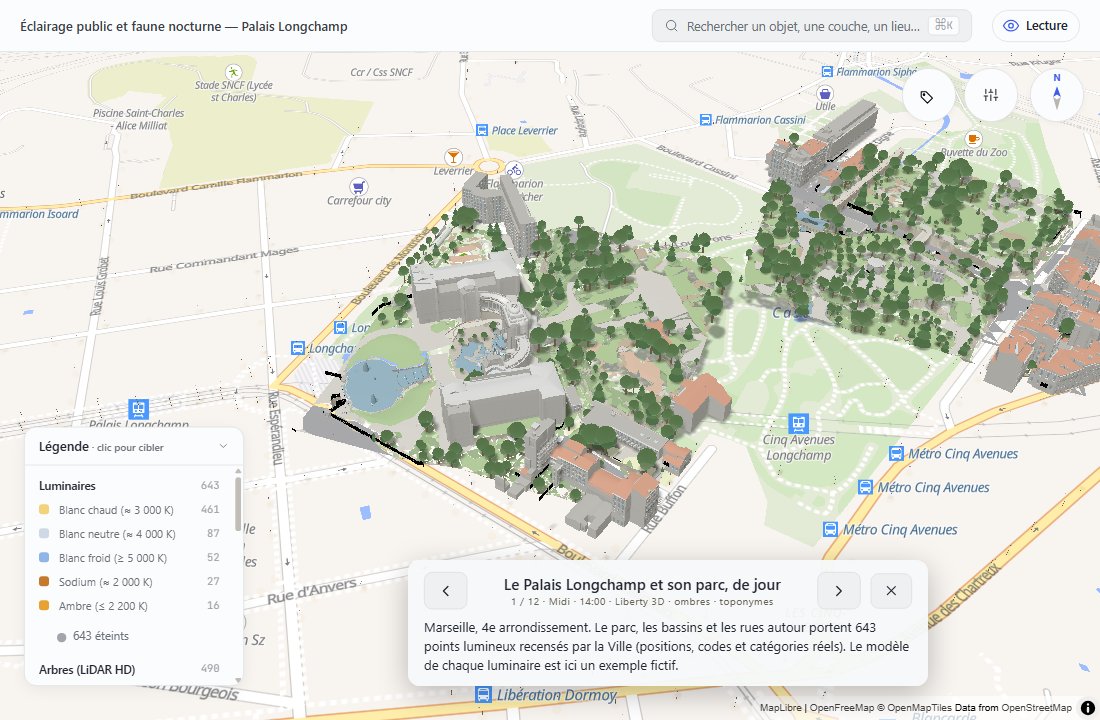 Éclairage public et faune nocturne — Palais Longchamp
Rechercher un objet, une couche, un lieu...
⌘K
Lecture
Ccr / Css SNCF
Stade SNCF (Lycée
st Charles)
Piscine Saint-Charles
- Alice Milliat
Place Leverrier
Flammarion Cassini
Utile
N
Buvette du Zoo
Leverrier
Boulevard Camille Flammarion
Carrefour city
Boulevard Cassini
Rue Commandant Mages
Rue Louis Grobet
Palais Longchamp
Rue Espérandieu
Cinq Avenues
Longchamp
Métro Cinq Avenues
Métro Cinq Avenues
Métro Cinq Avenues
Rue Buffon
Rue d'Anvers
Légende · clic pour cibler
Luminaires 643
Blanc chaud (≈ 3 000 K) 461
Blanc neutre (≈ 4 000 K) 87
Blanc froid (≥ 5 000 K) 52
Sodium (≈ 2 000 K) 27
Ambre (≤ 2 200 K) 16
643 éteints
Arbres (LiDAR HD) 490
Le Palais Longchamp et son parc, de jour
1 / 12 · Midi · 14:00 · Liberty 3D · ombres · toponymes
Marseille, 4e arrondissement. Le parc, les bassins et les rues autour portent 643
points lumineux recensés par la Ville (positions, codes et catégories réels). Le modèle
de chaque luminaire est ici un exemple fictif.
Libération Dormoy
MapLibre | OpenFreeMap © OpenMapTiles Data from OpenStreetMap